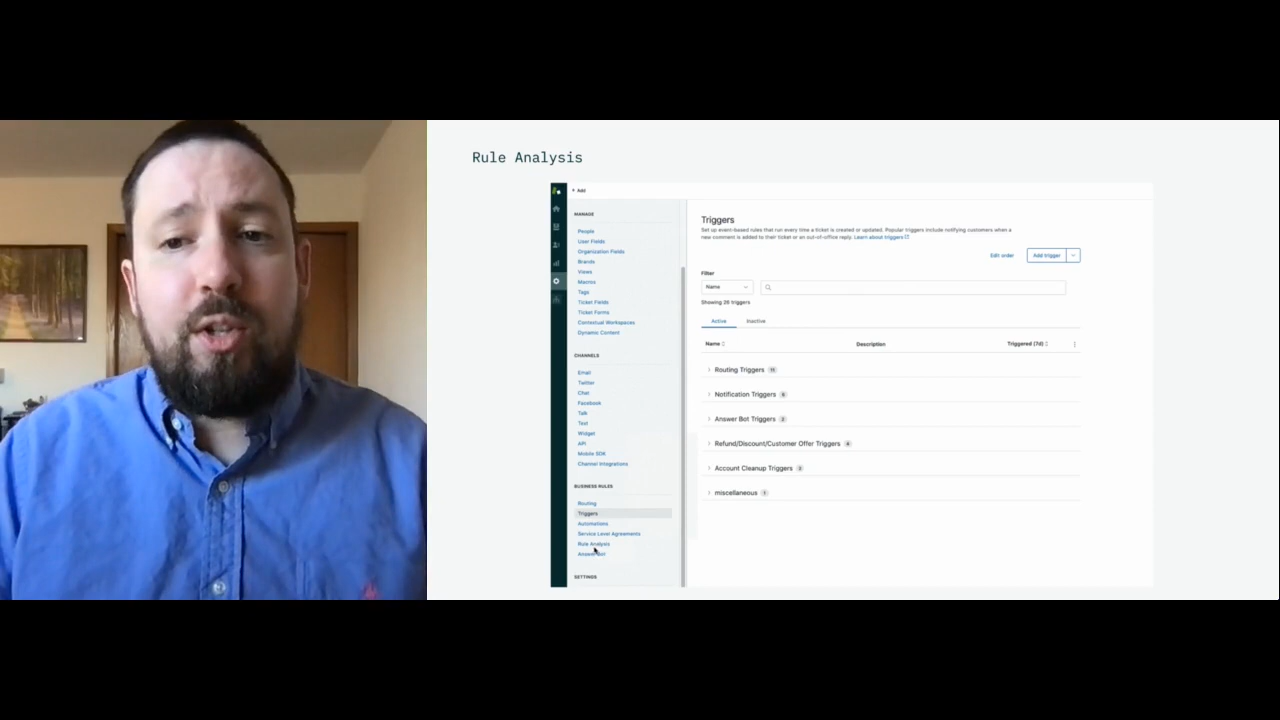 Rule Analysis
+ Add
MANAGE
People
User Fields
Organization Fields
Brands
Views
Macros
Tags
Ticket Fields
Ticket Forms
Contextual Workspaces
Dynamic Content
CHANNELS
Email
Twitter
Chat
Facebook
Talk
Text
Widget
API
Mobile SDK
Channel Integrations
BUSINESS RULES
Routing
Triggers
Automations
Service Level Agreements
Rule Analysis
Answer Bot
SETTINGS
Triggers
Set up event-based rules that run every time a ticket is created or updated. Popular triggers include notifying customers when a
new comment is added to their ticket or an out-of-office reply. Learn about triggers
Edit order
Add trigger
Filter
Name
Showing 26 triggers
Active Inactive
Name Description Triggered (7d)
Routing Triggers
Notification Triggers
Answer Bot Triggers
Refund/Discount/Customer Offer Triggers
Account Cleanup Triggers
miscellaneous 1